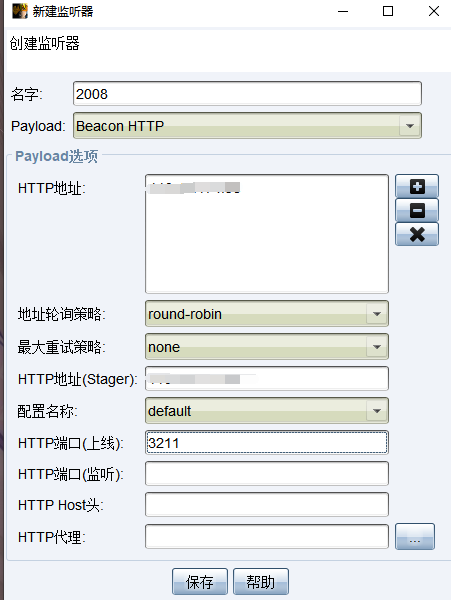 新建监听器
创建监听器
名字: 2008
Payload: Beacon HTTP
Payload选项
HTTP地址:
地址轮询策略: round-robin
最大重试策略: none
HTTP地址(Stager):
配置名称: default
HTTP端口(上线): 3211
HTTP端口(监听):
HTTP Host头:
HTTP代理: ...
保存 帮助